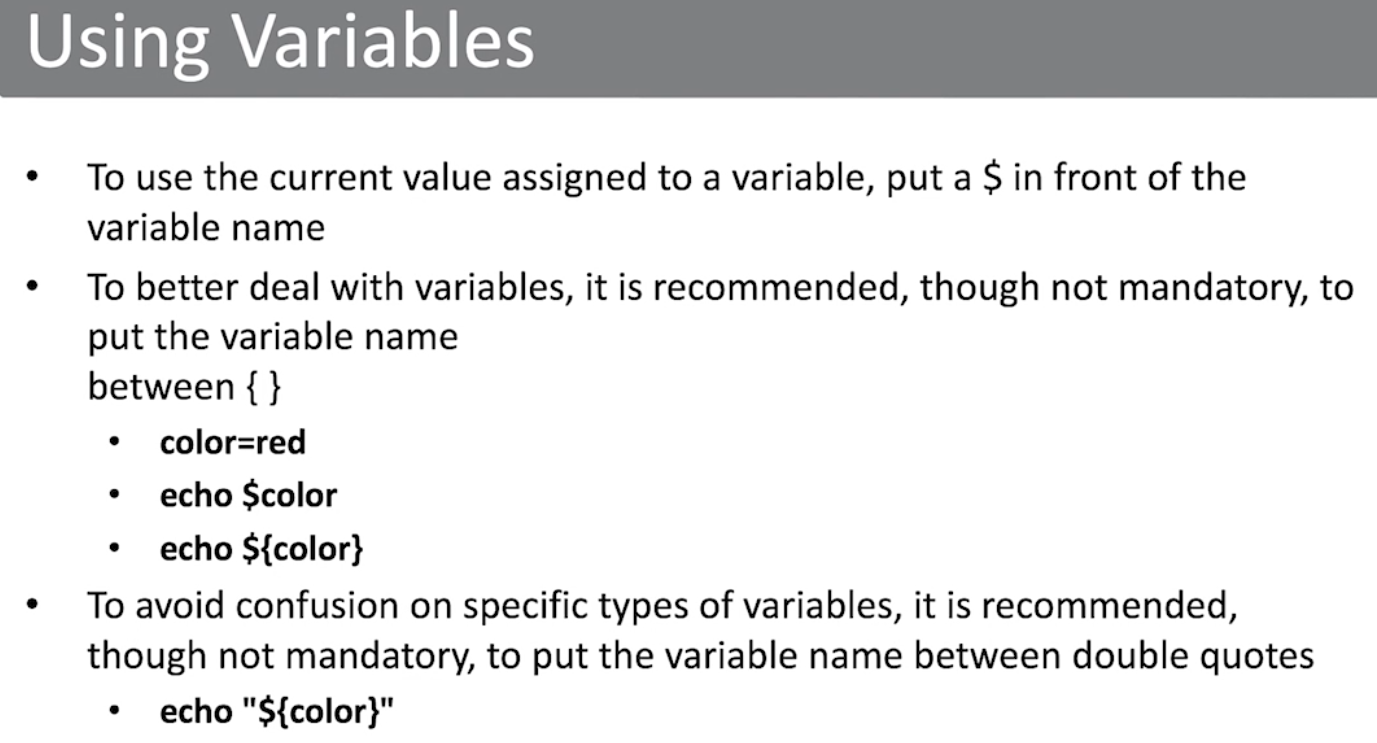 Using Variables
• To use the current value assigned to a variable, put a $ in front of the
variable name
• To better deal with variables, it is recommended, though not mandatory, to
put the variable name
between { }
• color=red
• echo $color
• echo ${color}
• To avoid confusion on specific types of variables, it is recommended,
though not mandatory, to put the variable name between double quotes
• echo "${color}"